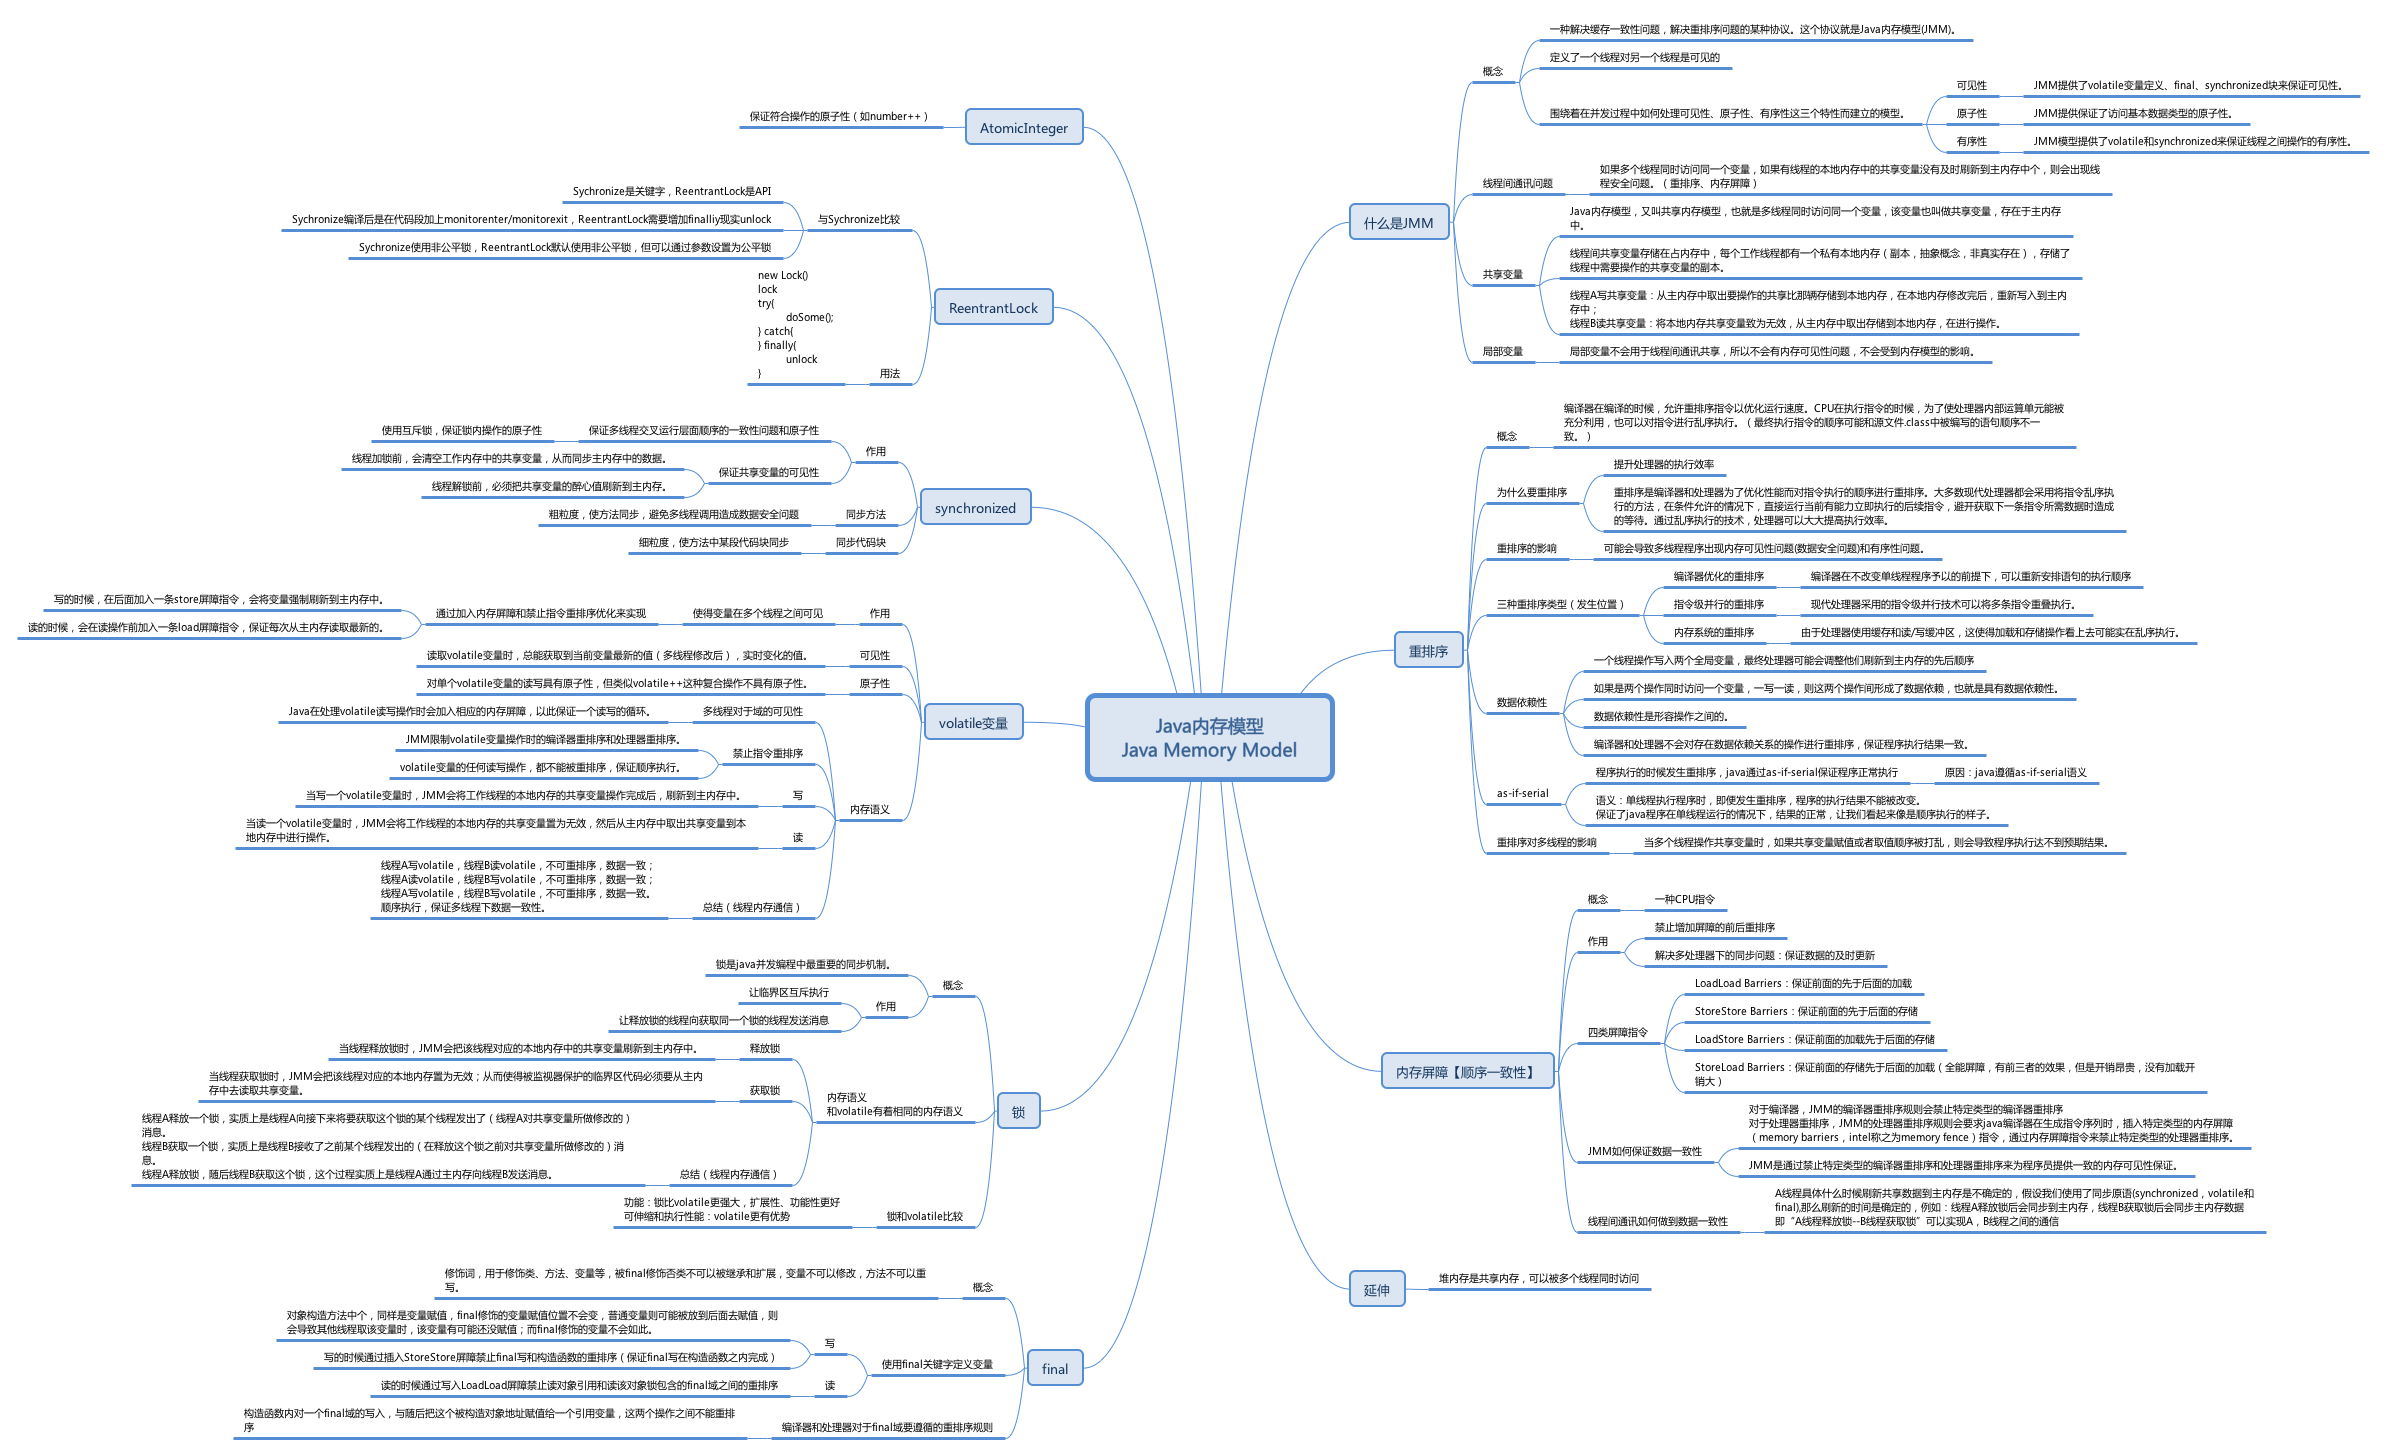 Java内存模型
Java Memory Model
什么是JMM
概念
一种解决缓存一致性问题，解决重排序问题的某种协议。这个协议就是Java内存模型(JMM)。
定义了一个线程对另一个线程是可见的
围绕着在并发过程中如何处理可见性、原子性、有序性这三个特性而建立的模型。
可见性
JMM提供了volatile变量定义、final、synchronized块来保证可见性。
原子性
JMM提供保证了访问基本数据类型的原子性。
有序性
JMM模型提供了volatile和synchronized来保证线程之间操作的有序性。
线程间通讯问题
如果多个线程同时访问同一个变量，如果有线程的本地内存中的共享变量没有及时刷新到主内存中个，则会出现线
程安全问题。（重排序、内存屏障）
共享变量
Java内存模型，又叫共享内存模型，也就是多线程同时访问同一个变量，该变量也叫做共享变量，存在于主内存
中。
线程间共享变量存储在占内存中，每个工作线程都有一个私有本地内存（副本，抽象概念，非真实存在），存储了
线程中需要操作的共享变量的副本。
线程A写共享变量：从主内存中取出要操作的共享比那辆存储到本地内存，在本地内存修改完后，重新写入到主内
存中；
线程B读共享变量：将本地内存共享变量致为无效，从主内存中取出存储到本地内存，在进行操作。
局部变量
局部变量不会用于线程间通讯共享，所以不会有内存可见性问题，不会受到内存模型的影响。
重排序
概念
编译器在编译的时候，允许重排序指令以优化运行速度。CPU在执行指令的时候，为了使处理器内部运算单元能被
充分利用，也可以对指令进行乱序执行。（最终执行指令的顺序可能和源文件.class中被编写的语句顺序不一
致。）
为什么要重排序
提升处理器的执行效率
重排序是编译器和处理器为了优化性能而对指令执行的顺序进行重排序。大多数现代处理器都会采用将指令乱序执
行的方法，在条件允许的情况下，直接运行当前有能力立即执行的后续指令，避开获取下一条指令所需数据时造成
的等待。通过乱序执行的技术，处理器可以大大提高执行效率。
重排序的影响
可能会导致多线程程序出现内存可见性问题(数据安全问题)和有序性问题。
三种重排序类型（发生位置）
编译器优化的重排序
编译器在不改变单线程程序予以的前提下，可以重新安排语句的执行顺序
指令级并行的重排序
现代处理器采用的指令级并行技术可以将多条指令重叠执行。
内存系统的重排序
由于处理器使用缓存和读/写缓冲区，这使得加载和存储操作看上去可能实在乱序执行。
数据依赖性
一个线程操作写入两个全局变量，最终处理器可能会调整他们刷新到主内存的先后顺序
如果是两个操作同时访问一个变量，一写一读，则这两个操作间形成了数据依赖，也就是具有数据依赖性。
数据依赖性是形容操作之间的。
编译器和处理器不会对存在数据依赖关系的操作进行重排序，保证程序执行结果一致。
as-if-serial
程序执行的时候发生重排序，java通过as-if-serial保证程序正常执行
原因：java遵循as-if-serial语义
语义：单线程执行程序时，即便发生重排序，程序的执行结果不能被改变。
保证了java程序在单线程运行的情况下，结果的正常，让我们看起来像是顺序执行的样子。
重排序对多线程的影响
当多个线程操作共享变量时，如果共享变量赋值或者取值顺序被打乱，则会导致程序执行达不到预期结果。
内存屏障【顺序一致性】
概念
一种CPU指令
作用
禁止增加屏障的前后重排序
解决多处理器下的同步问题：保证数据的及时更新
四类屏障指令
LoadLoad Barriers：保证前面的先于后面的加载
StoreStore Barriers：保证前面的先于后面的存储
LoadStore Barriers：保证前面的加载先于后面的存储
StoreLoad Barriers：保证前面的存储先于后面的加载（全能屏障，有前三者的效果，但是开销昂贵，没有加载开
销大）
JMM如何保证数据一致性
对于编译器，JMM的编译器重排序规则会禁止特定类型的编译器重排序
对于处理器重排序，JMM的处理器重排序规则会要求java编译器在生成指令序列时，插入特定类型的内存屏障
（memory barriers，intel称之为memory fence）指令，通过内存屏障指令来禁止特定类型的处理器重排序。
JMM是通过禁止特定类型的编译器重排序和处理器重排序来为程序员提供一致的内存可见性保证。
线程间通讯如何做到数据一致性
A线程具体什么时候刷新共享数据到主内存是不确定的，假设我们使用了同步原语(synchronized，volatile和
final),那么刷新的时间是确定的，例如：线程A释放锁后会同步到主内存，线程B获取锁后会同步主内存数据
即“A线程释放锁--B线程获取锁”可以实现A，B线程之间的通信
延伸
堆内存是共享内存，可以被多个线程同时访问
AtomicInteger
保证符合操作的原子性（如number++）
ReentrantLock
与Sychronize比较
Sychronize是关键字，ReentrantLock是API
Sychronize编译后是在代码段加上monitorenter/monitorexit，ReentrantLock需要增加finalliy现实unlock
Sychronize使用非公平锁，ReentrantLock默认使用非公平锁，但可以通过参数设置为公平锁
用法
new Lock()
lock
try{
doSome();
} catch{
} finally{
unlock
}
synchronized
作用
保证多线程交叉运行层面顺序的一致性问题和原子性
使用互斥锁，保证锁内操作的原子性
保证共享变量的可见性
线程加锁前，会清空工作内存中的共享变量，从而同步主内存中的数据。
线程解锁前，必须把共享变量的醉心值刷新到主内存。
同步方法
粗粒度，使方法同步，避免多线程调用造成数据安全问题
同步代码块
细粒度，使方法中某段代码块同步
volatile变量
作用
使得变量在多个线程之间可见
通过加入内存屏障和禁止指令重排序优化来实现
写的时候，在后面加入一条store屏障指令，会将变量强制刷新到主内存中。
读的时候，会在读操作前加入一条load屏障指令，保证每次从主内存读取最新的。
可见性
读取volatile变量时，总能获取到当前变量最新的值（多线程修改后），实时变化的值。
原子性
对单个volatile变量的读写具有原子性，但类似volatile++这种复合操作不具有原子性。
内存语义
多线程对于域的可见性
Java在处理volatile读写操作时会加入相应的内存屏障，以此保证一个读写的循环。
禁止指令重排序
JMM限制volatile变量操作时的编译器重排序和处理器重排序。
volatile变量的任何读写操作，都不能被重排序，保证顺序执行。
写
当写一个volatile变量时，JMM会将工作线程的本地内存的共享变量操作完成后，刷新到主内存中。
读
当读一个volatile变量时，JMM会将工作线程的本地内存的共享变量置为无效，然后从主内存中取出共享变量到本
地内存中进行操作。
总结（线程内存通信）
线程A写volatile，线程B读volatile，不可重排序，数据一致；
线程A读volatile，线程B写volatile，不可重排序，数据一致；
线程A写volatile，线程B写volatile，不可重排序，数据一致。
顺序执行，保证多线程下数据一致性。
锁
概念
锁是java并发编程中最重要的同步机制。
作用
让临界区互斥执行
让释放锁的线程向获取同一个锁的线程发送消息
内存语义
和volatile有着相同的内存语义
释放锁
当线程释放锁时，JMM会把该线程对应的本地内存中的共享变量刷新到主内存中。
获取锁
当线程获取锁时，JMM会把该线程对应的本地内存置为无效；从而使得被监视器保护的临界区代码必须要从主内
存中去读取共享变量。
总结（线程内存通信）
线程A释放一个锁，实质上是线程A向接下来将要获取这个锁的某个线程发出了（线程A对共享变量所做修改的）
消息。
线程B获取一个锁，实质上是线程B接收了之前某个线程发出的（在释放这个锁之前对共享变量所做修改的）消
息。
线程A释放锁，随后线程B获取这个锁，这个过程实质上是线程A通过主内存向线程B发送消息。
锁和volatile比较
功能：锁比volatile更强大，扩展性、功能性更好
可伸缩和执行性能：volatile更有优势
final
概念
修饰词，用于修饰类、方法、变量等，被final修饰否类不可以被继承和扩展，变量不可以修改，方法不可以重
写。
使用final关键字定义变量
写
对象构造方法中个，同样是变量赋值，final修饰的变量赋值位置不会变，普通变量则可能被放到后面去赋值，则
会导致其他线程取该变量时，该变量有可能还没赋值；而final修饰的变量不会如此。
写的时候通过插入StoreStore屏障禁止final写和构造函数的重排序（保证final写在构造函数之内完成）
读
读的时候通过写入LoadLoad屏障禁止读对象引用和读该对象锁包含的final域之间的重排序
编译器和处理器对于final域要遵循的重排序规则
构造函数内对一个final域的写入，与随后把这个被构造对象地址赋值给一个引用变量，这两个操作之间不能重排
序